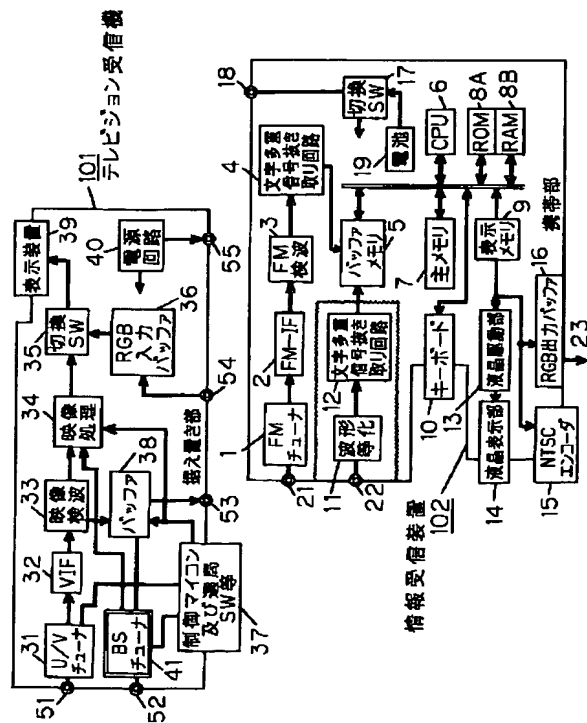 101 テレビジョン受信機
51
31
U/V
チューナ
32
VIF
33
映像
検波
34
映像
処理
35
切換
SW
39
表示装置
40
電源
回路
36
RGB
入力
バッファ
38
バッファ
52
BS
チューナ
41
制御マイコン
及び選局
SW等
37
据え置き部
53
54
55
情報受信装置
102
21
1
FM
チューナ
2
FM-IF
3
FM
検波
4
文字多重
信号抜き
取り回路
18
切換
SW
17
電池
19
22
11
波形
等化
12
文字多重
信号抜き
取り回路
バッファ
メモリ
5
CPU
6
主メモリ
7
ROM
8A
RAM
8B
キーボード
10
表示
メモリ
9
液晶表示部
14
液晶駆動部
13
NTSC
エンコーダ
15
RGB出力バッファ
16
23
携帯部